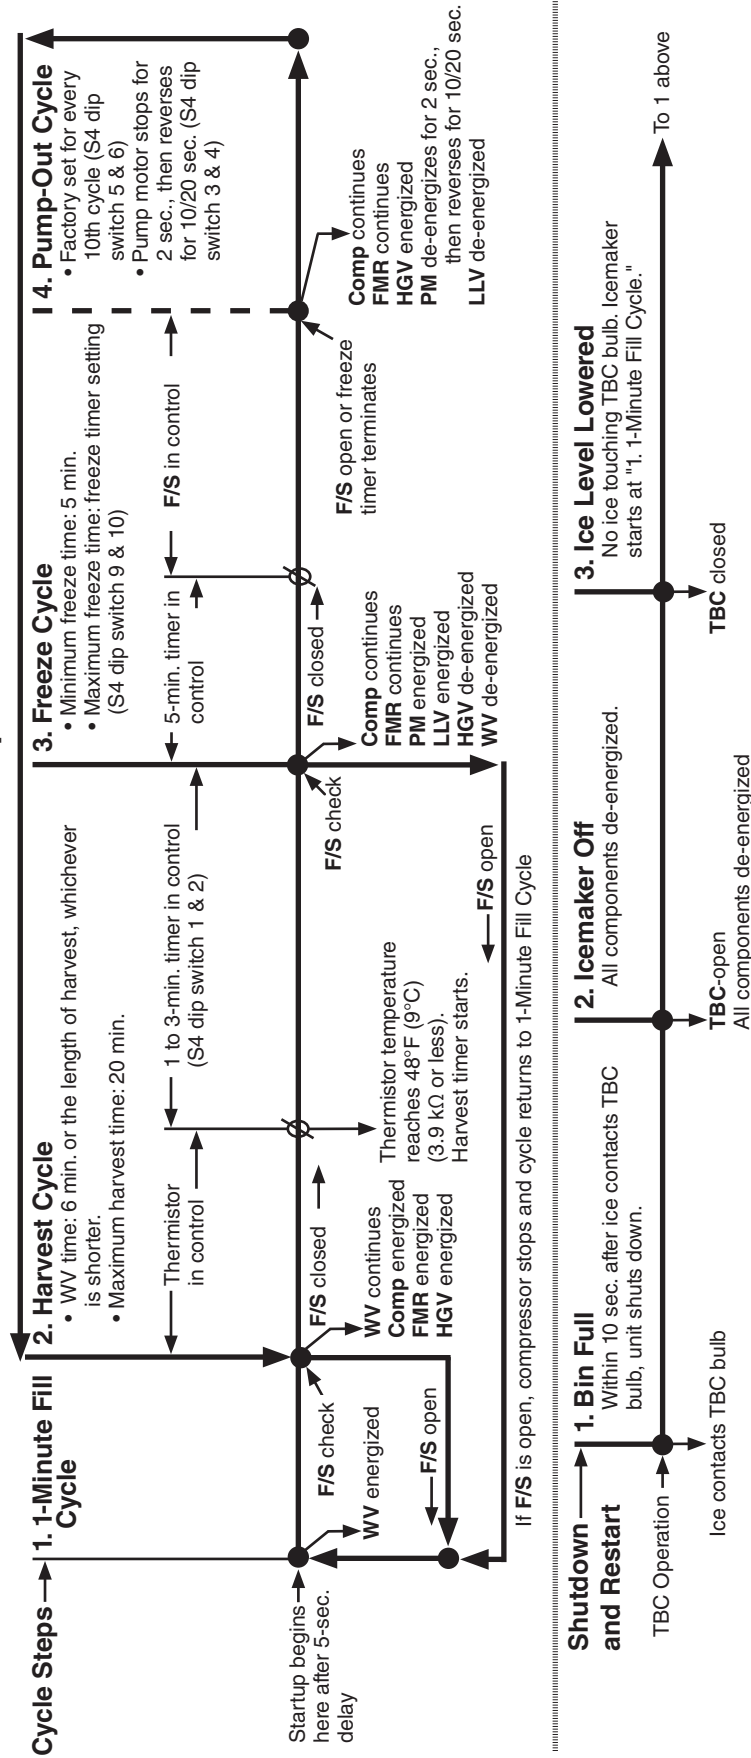 Cycle Steps
1. 1-Minute Fill
Cycle
2. Harvest Cycle
• WV time: 6 min. or the length of harvest, whichever
is shorter.
• Maximum harvest time: 20 min.
3. Freeze Cycle
• Minimum freeze time: 5 min.
• Maximum freeze time: freeze timer setting
(S4 dip switch 9 & 10)
4. Pump-Out Cycle
• Factory set for every
10th cycle (S4 dip
switch 5 & 6)
• Pump motor stops for
2 sec., then reverses
for 10/20 sec. (S4 dip
switch 3 & 4)
Thermistor
in control
1 to 3-min. timer in control
(S4 dip switch 1 & 2)
5-min. timer in
control
F/S in control
Startup begins
here after 5-sec.
delay
WV energized
F/S check
F/S closed
WV continues
Comp energized
FMR energized
HGV energized
F/S open
Thermistor temperature
reaches 48°F (9°C)
(3.9 kΩ or less).
Harvest timer starts.
F/S check
F/S closed
Comp continues
FMR continues
PM energized
LLV energized
HGV de-energized
WV de-energized
F/S open
F/S open or freeze
timer terminates
Comp continues
FMR continues
HGV energized
PM de-energizes for 2 sec.,
then reverses for 10/20 sec.
LLV de-energized
If F/S is open, compressor stops and cycle returns to 1-Minute Fill Cycle
Shutdown
and Restart
1. Bin Full
Within 10 sec. after ice contacts TBC
bulb, unit shuts down.
2. Icemaker Off
All components de-energized.
3. Ice Level Lowered
No ice touching TBC bulb. Icemaker
starts at "1. 1-Minute Fill Cycle."
TBC Operation
To 1 above
Ice contacts TBC bulb
TBC-open
All components de-energized
TBC closed